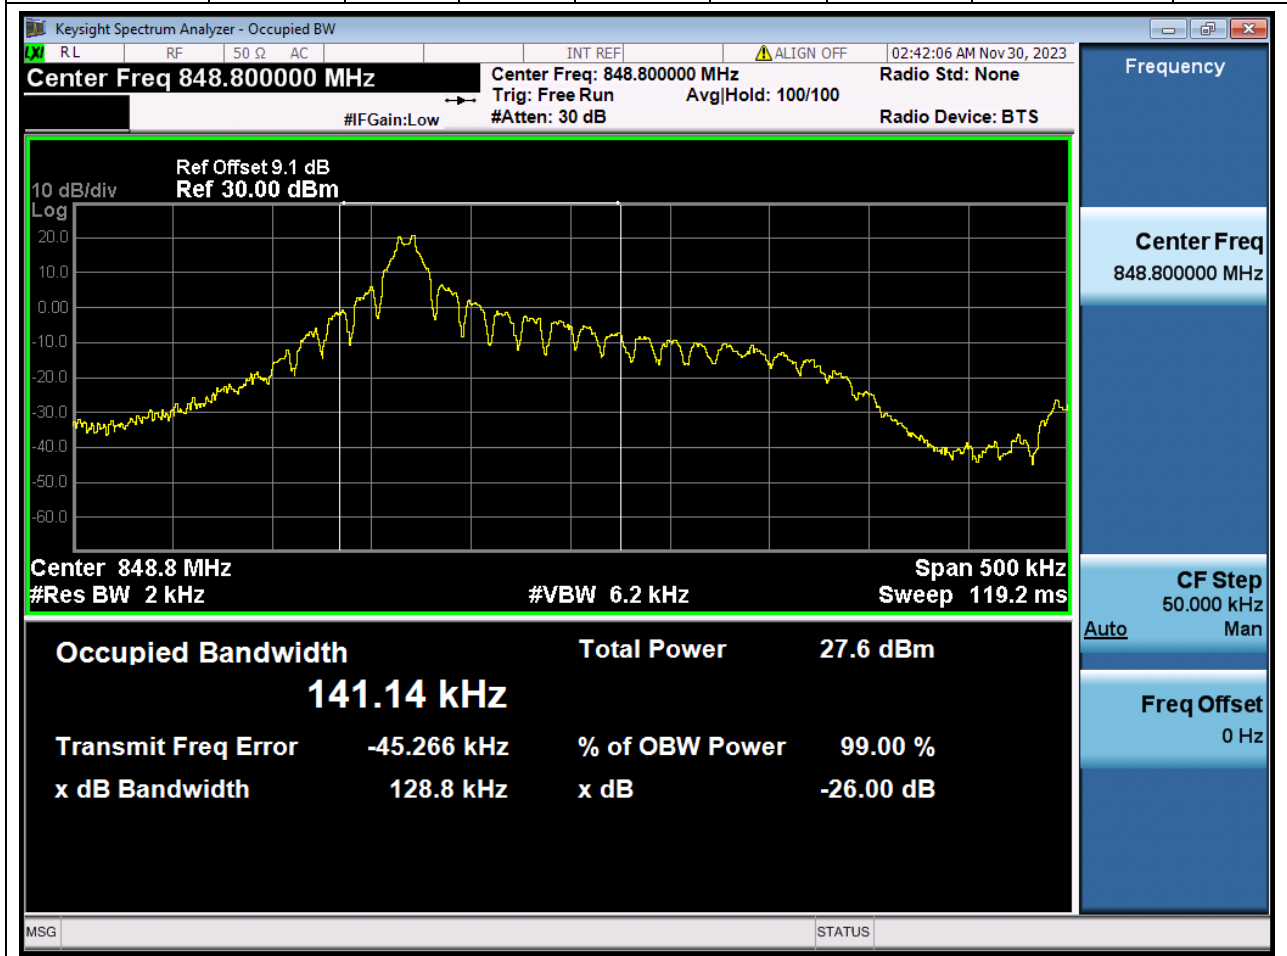 Keysight Spectrum Analyzer - Occupied BW
LXI RL RF 50 Ω AC INT REF ALIGN OFF 02:42:06 AM Nov 30, 2023
Center Freq 848.800000 MHz
Center Freq: 848.800000 MHz Radio Std: None
Trig: Free Run Avg|Hold: 100/100
#IFGain:Low #Atten: 30 dB Radio Device: BTS
Frequency
Ref Offset 9.1 dB
10 dB/div Ref 30.00 dBm
Log
20.0
10.0
0.00
-10.0
-20.0
-30.0
-40.0
-50.0
-60.0
Center 848.8 MHz Span 500 kHz
#Res BW 2 kHz #VBW 6.2 kHz Sweep 119.2 ms
Occupied Bandwidth Total Power 27.6 dBm
141.14 kHz
Transmit Freq Error -45.266 kHz % of OBW Power 99.00 %
x dB Bandwidth 128.8 kHz x dB -26.00 dB
Center Freq
848.800000 MHz
CF Step
50.000 kHz
Auto Man
Freq Offset
0 Hz
MSG STATUS